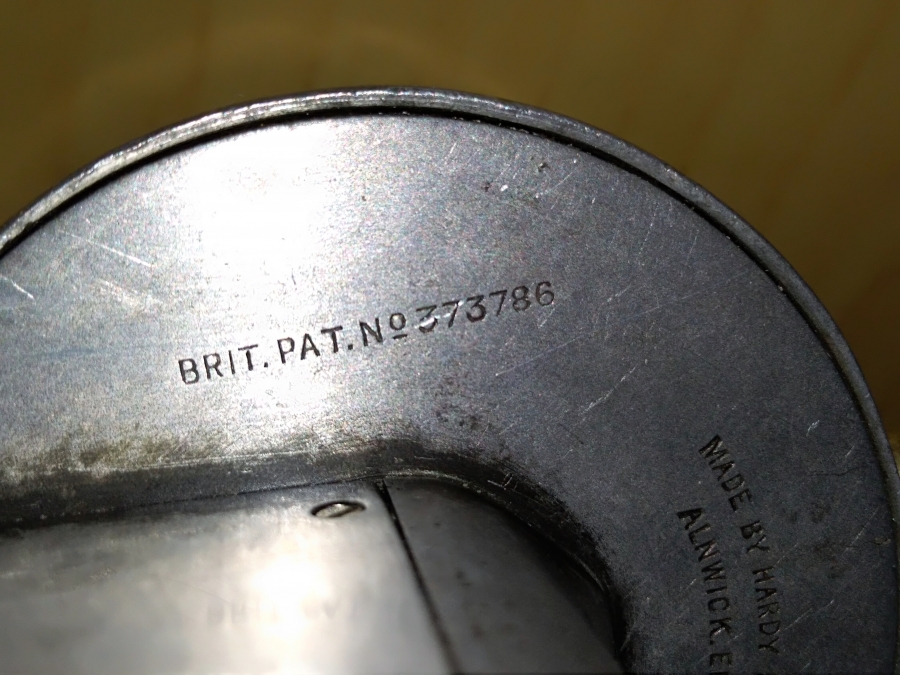 BRIT. PAT. Nº 373786
MADE BY HARDY
ALNWICK. E